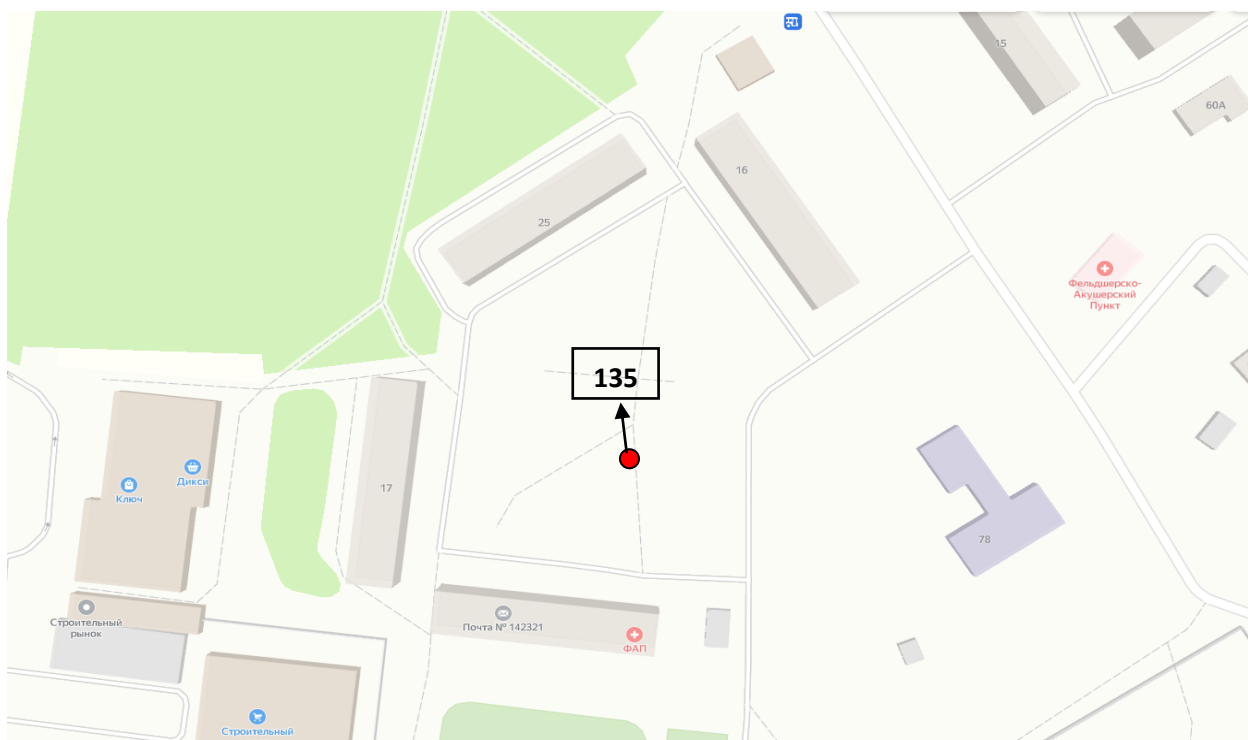 15
60А
16
25
Фельдшерско-
Акушерский
Пункт
135
Дикси
Ключ
17
78
Строительный
рынок
Почта № 142321
ФАП
Строительный